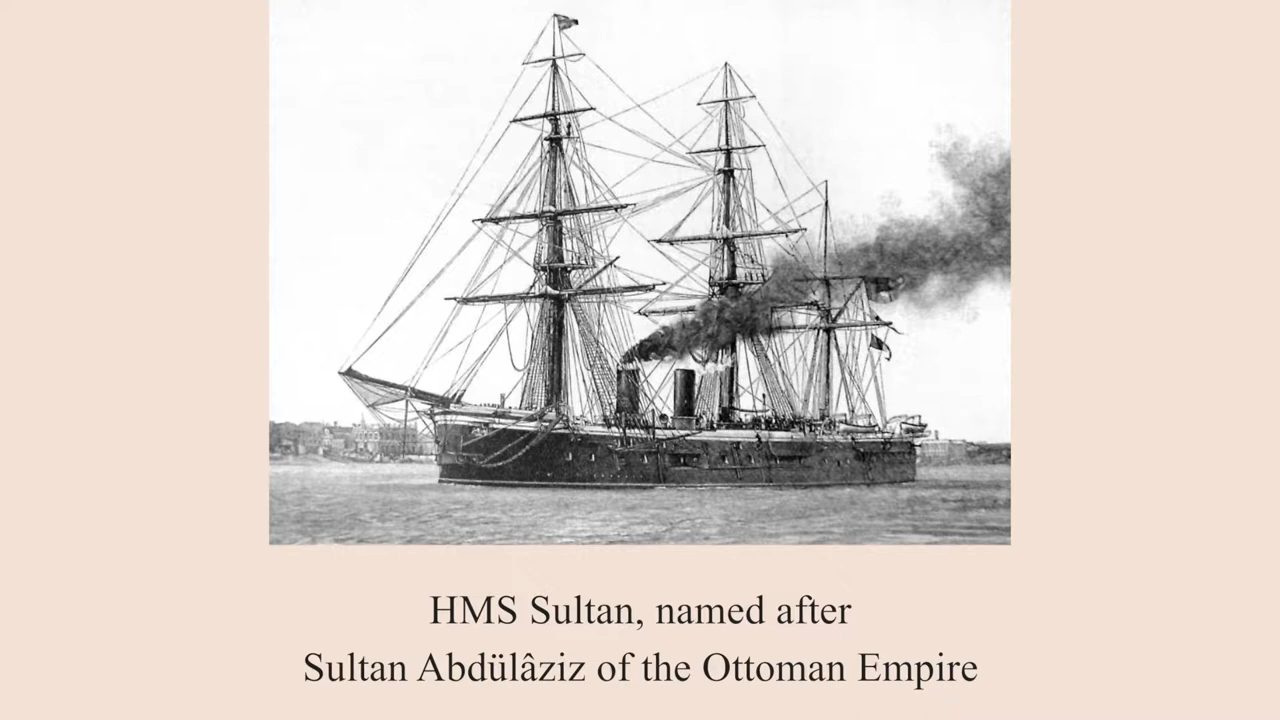 HMS Sultan, named after
Sultan Abdülâziz of the Ottoman Empire